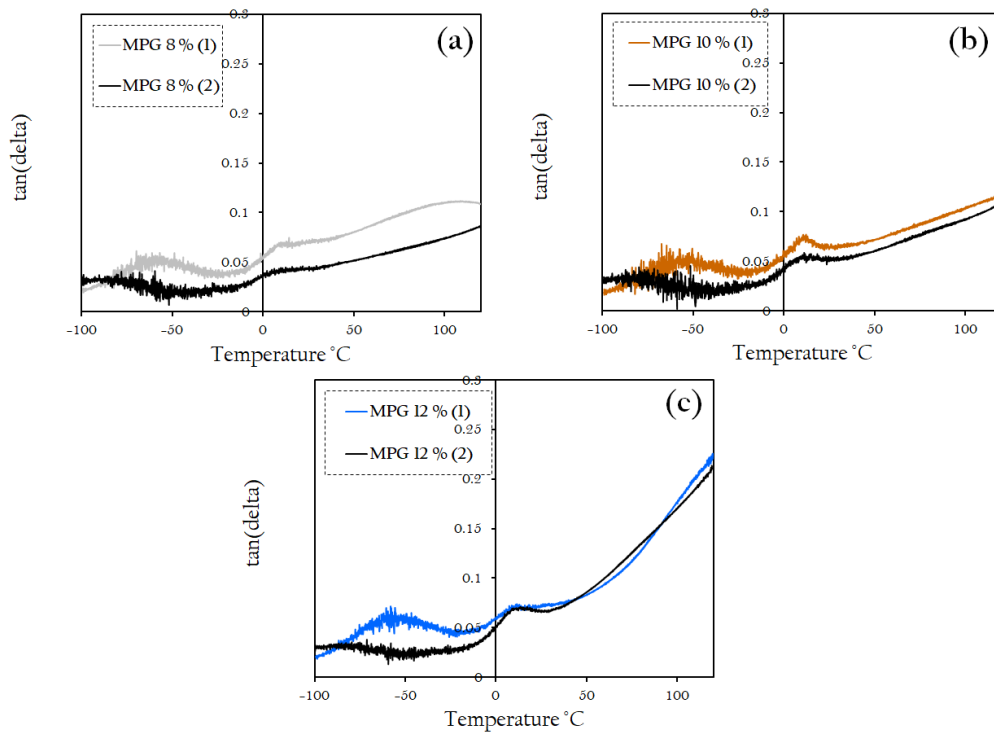 MPG 8 % (1)
MPG 8 % (2)
(a)
tan(delta)
0.3
0.25
0.2
0.15
0.1
0.05
0
-100
-50
0
50
100
Temperature °C
MPG 10 % (1)
MPG 10 % (2)
(b)
tan(delta)
0.3
0.25
0.2
0.15
0.1
0.05
0
-100
-50
0
50
100
Temperature °C
MPG 12 % (1)
MPG 12 % (2)
(c)
tan(delta)
0.3
0.25
0.2
0.15
0.1
0.05
0
-100
-50
0
50
100
Temperature °C